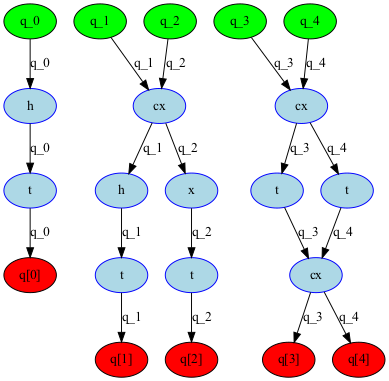 q_0 q_1 q_2 q_3 q_4
q_0 q_1 q_2 q_3 q_4
h cx cx
q_0 q_1 q_2 q_3 q_4
t h x t t
q_0 q_1 q_2 q_3 q_4
q[0] t t cx
q_1 q_2 q_3 q_4
q[1] q[2] q[3] q[4]